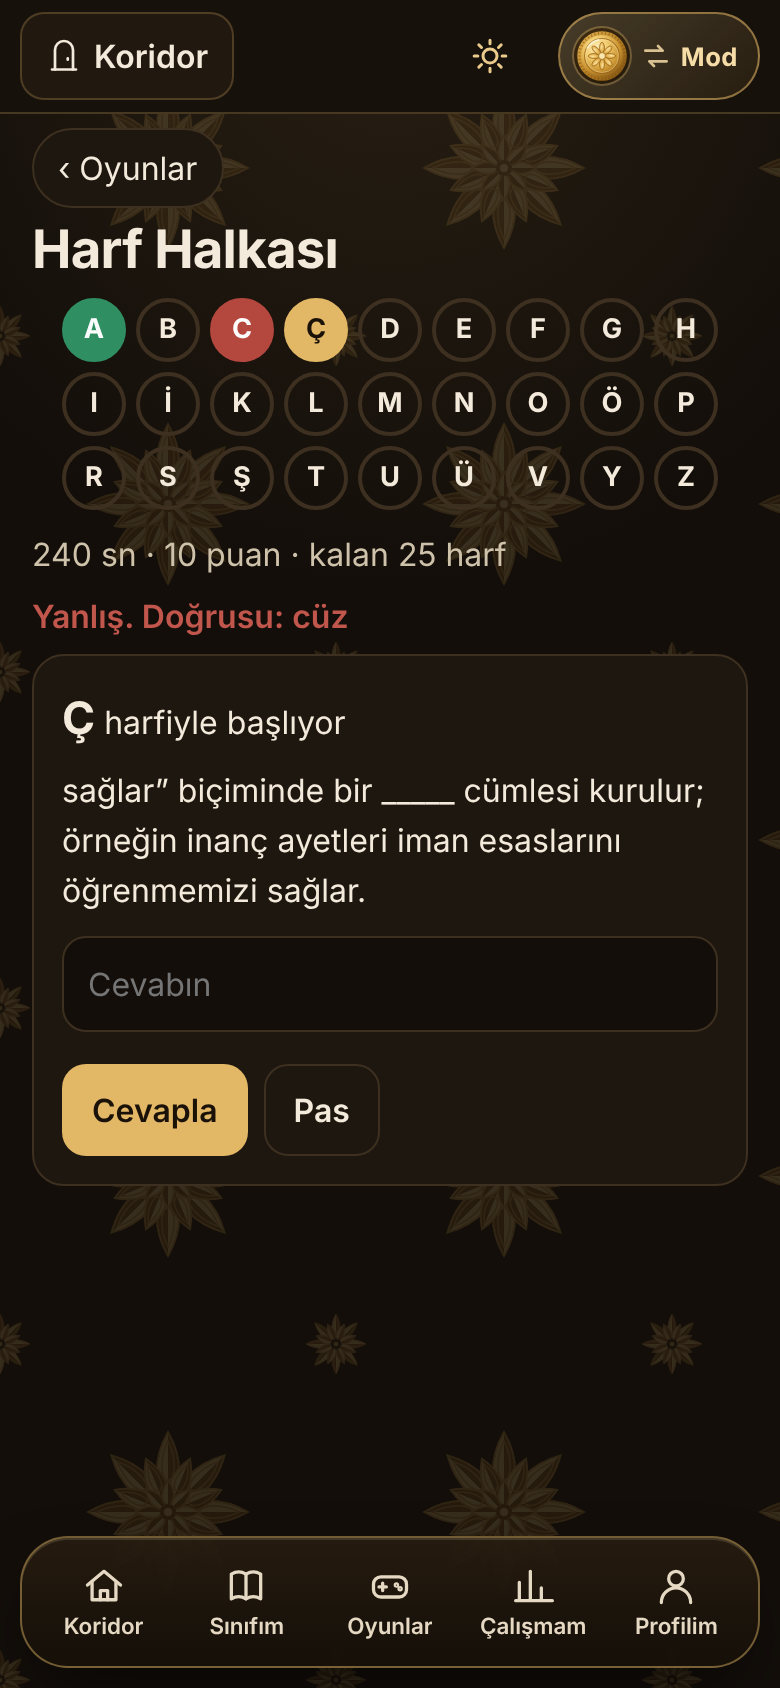 Koridor
Mod
‹ Oyunlar
Harf Halkası
A B C Ç D E F G H
I İ K L M N O Ö P
R S Ş T U Ü V Y Z
240 sn · 10 puan · kalan 25 harf
Yanlış. Doğrusu: cüz
Ç harfiyle başlıyor
sağlar” biçiminde bir _____ cümlesi kurulur;
örneğin inanç ayetleri iman esaslarını
öğrenmemizi sağlar.
Cevabın
Cevapla Pas
Koridor Sınıfım Oyunlar Çalışmam Profilim